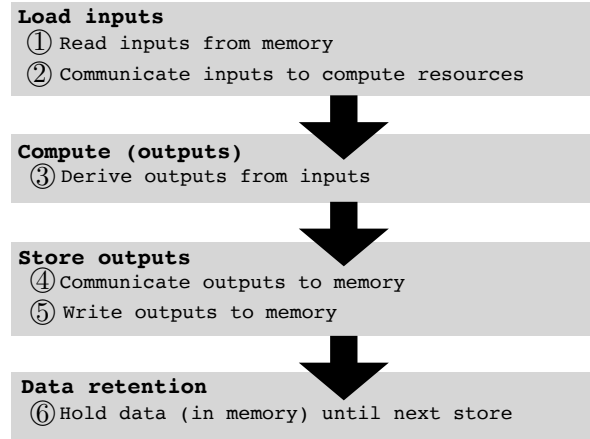 Load inputs
① Read inputs from memory
② Communicate inputs to compute resources
Compute (outputs)
③ Derive outputs from inputs
Store outputs
④ Communicate outputs to memory
⑤ Write outputs to memory
Data retention
⑥ Hold data (in memory) until next store